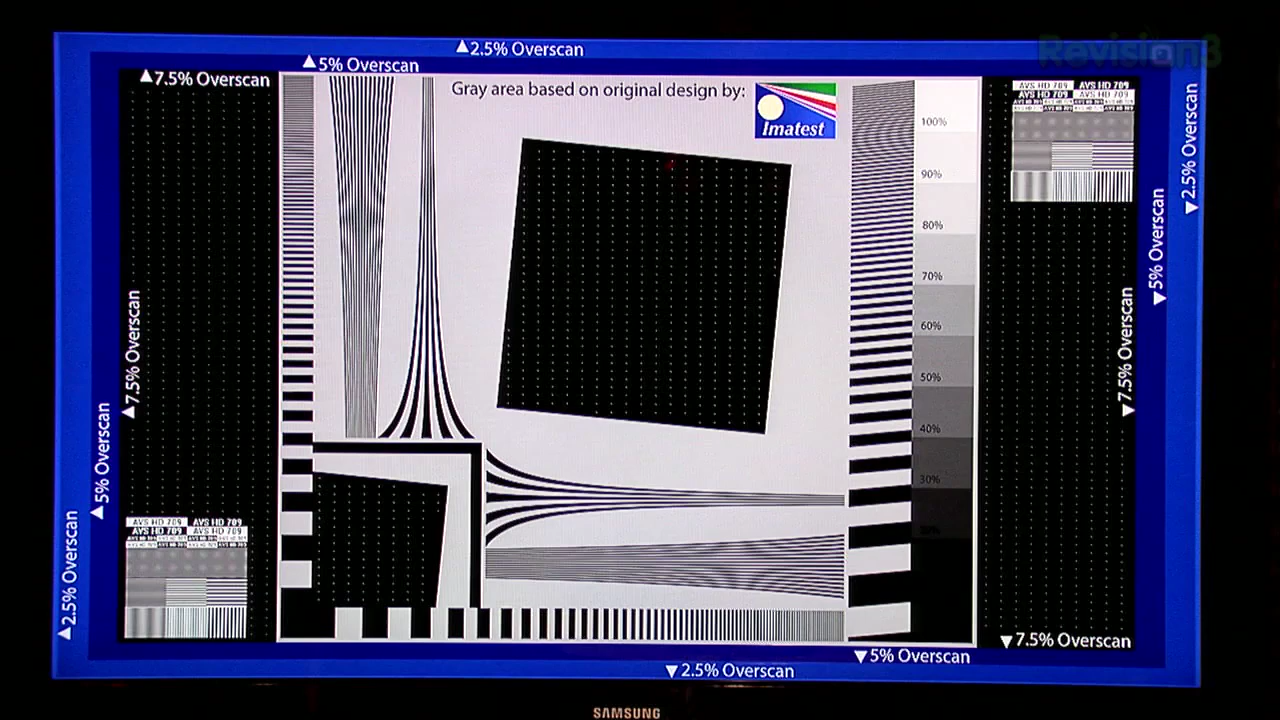 Revision3
▲2.5% Overscan
▲5% Overscan
▲7.5% Overscan
Gray area based on original design by:
Imatest
AVS HD 709 AVS HD 709
AVS HD 709 AVS HD 709
100%
90%
80%
70%
60%
50%
40%
30%
▼2.5% Overscan
▼5% Overscan
▼7.5% Overscan
▲7.5% Overscan
▲5% Overscan
▲2.5% Overscan
AVS HD 709 AVS HD 709
AVS HD 709 AVS HD 709
▼7.5% Overscan
▼5% Overscan
▼2.5% Overscan
SAMSUNG